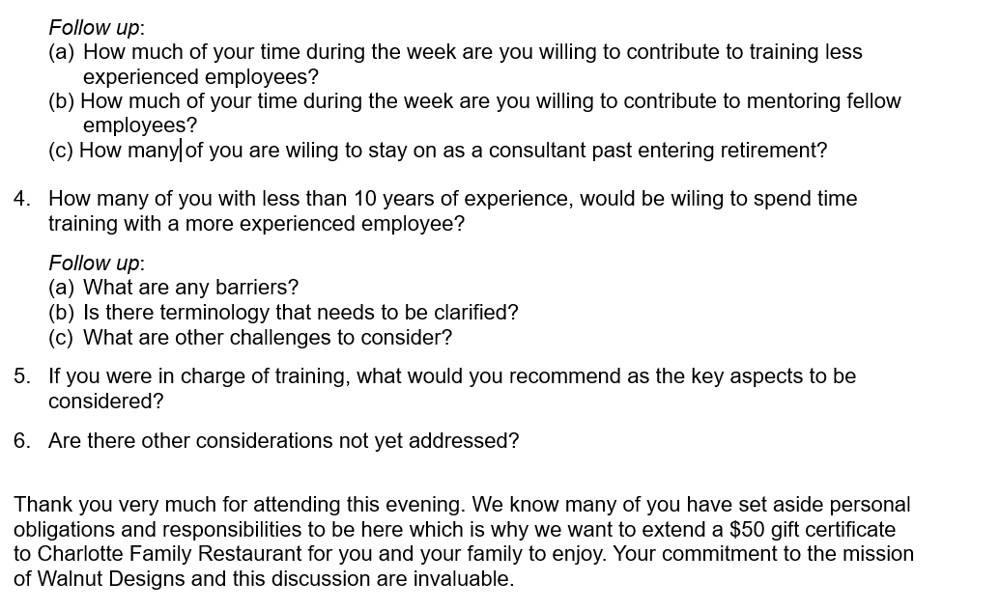 Follow up:
(a) How much of your time during the week are you willing to contribute to training less
experienced employees?
(b) How much of your time during the week are you willing to contribute to mentoring fellow
employees?
(c) How many of you are wiling to stay on as a consultant past entering retirement?
4. How many of you with less than 10 years of experience, would be wiling to spend time
training with a more experienced employee?
Follow up:
(a) What are any barriers?
(b) Is there terminology that needs to be clarified?
(c) What are other challenges to consider?
5. If you were in charge of training, what would you recommend as the key aspects to be
considered?
6. Are there other considerations not yet addressed?
Thank you very much for attending this evening. We know many of you have set aside personal
obligations and responsibilities to be here which is why we want to extend a $50 gift certificate
to Charlotte Family Restaurant for you and your family to enjoy. Your commitment to the mission
of Walnut Designs and this discussion are invaluable.